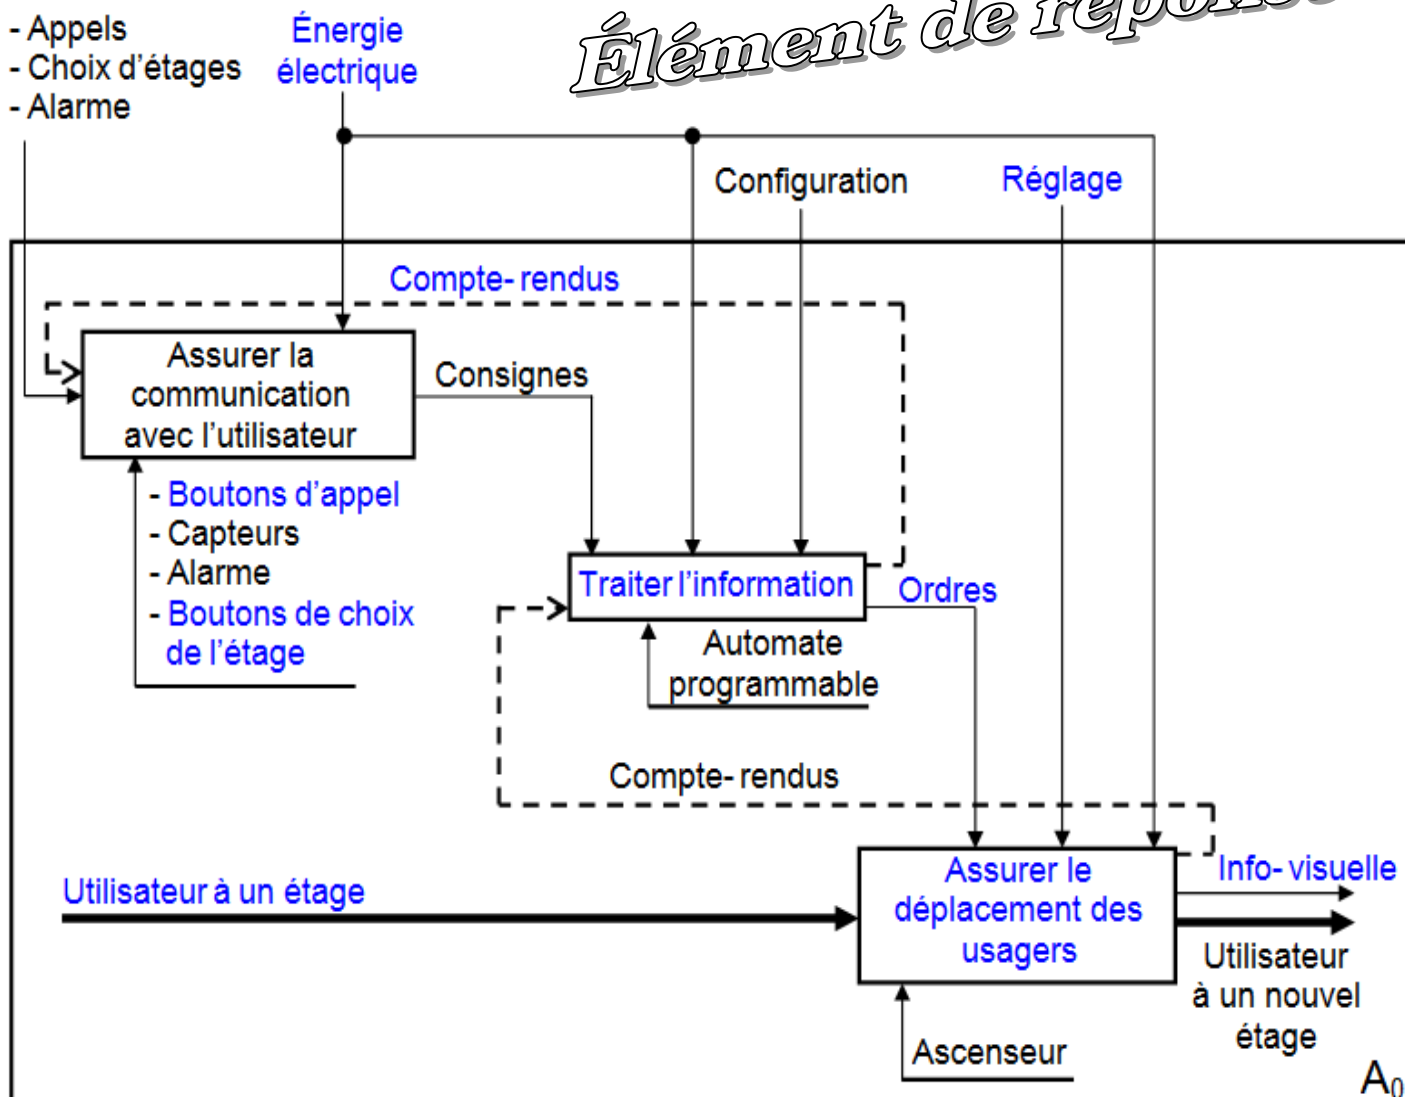 Élément de réponse
- Appels
- Choix d'étages
- Alarme
Énergie
électrique
Configuration
Réglage
Compte- rendus
Assurer la
communication
avec l'utilisateur
Consignes
- Boutons d'appel
- Capteurs
- Alarme
- Boutons de choix
de l'étage
Traiter l'information
Ordres
Automate
programmable
Compte- rendus
Utilisateur à un étage
Assurer le
déplacement des
usagers
Info- visuelle
Utilisateur
à un nouvel
étage
Ascenseur
A0